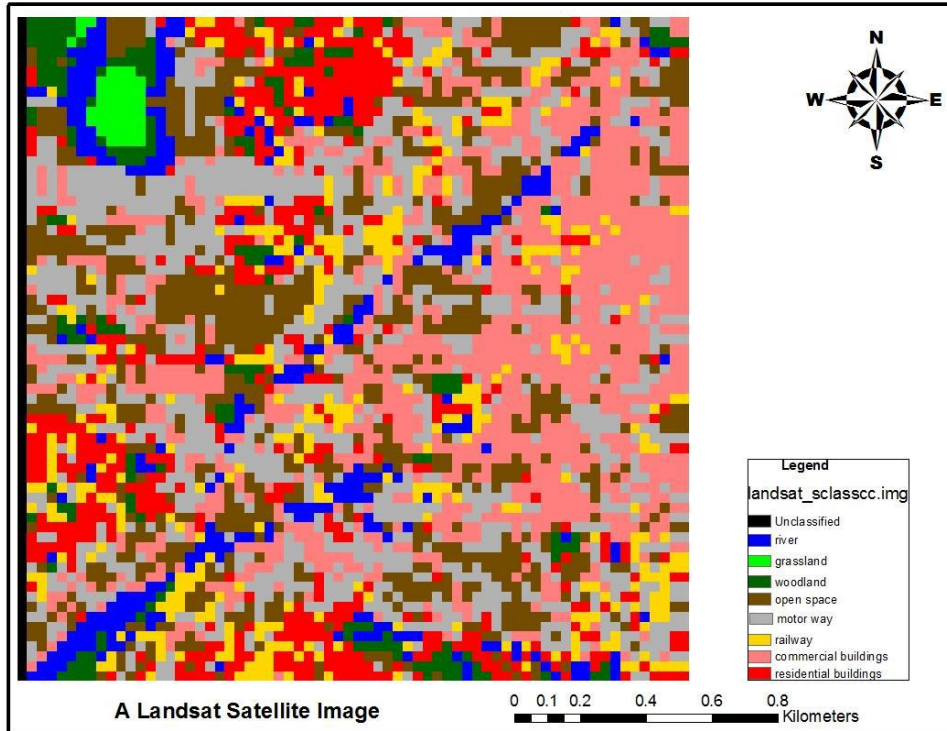 N
W E
S
Legend
landsat_sclasscc.img
Unclassified
river
grassland
woodland
open space
motor way
railway
commercial buildings
residential buildings
A Landsat Satellite Image
0 0.1 0.2 0.4 0.6 0.8
Kilometers